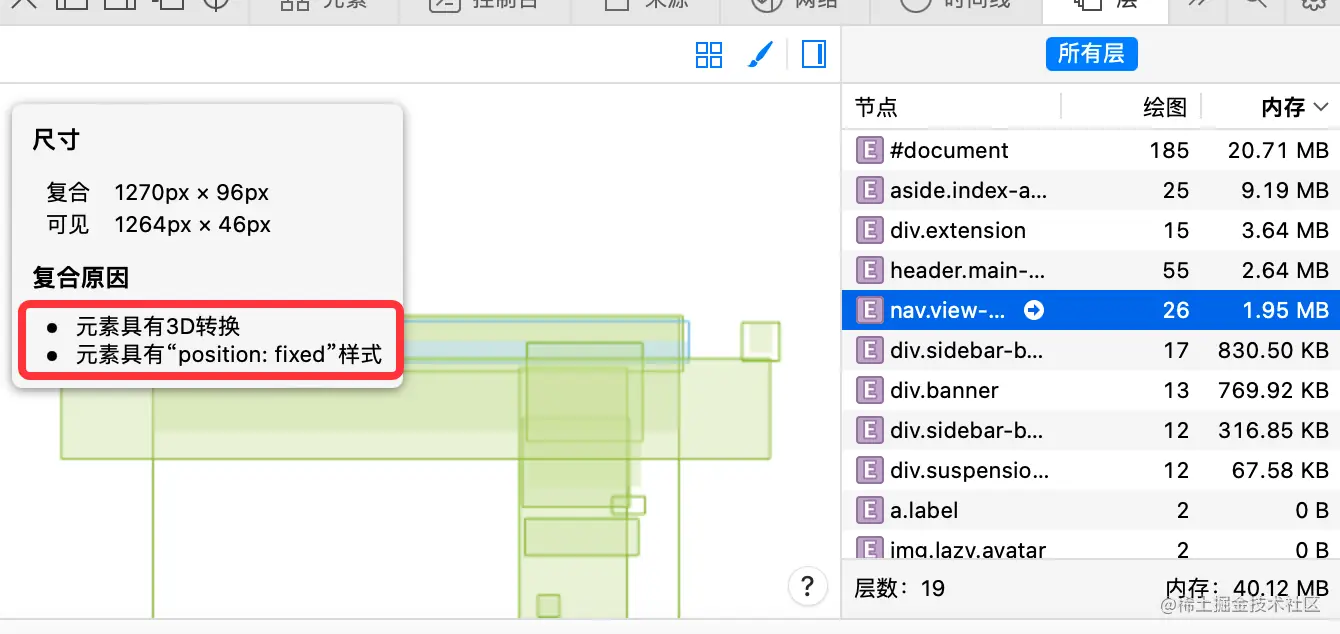 元素
控制台
来源
网络
时间线
层
所有层
尺寸
复合 1270px × 96px
可见 1264px × 46px
复合原因
• 元素具有3D转换
• 元素具有“position: fixed”样式
?
节点 绘图 内存
E #document 185 20.71 MB
E aside.index-a... 25 9.19 MB
E div.extension 15 3.64 MB
E header.main-... 55 2.64 MB
E nav.view-... 26 1.95 MB
E div.sidebar-b... 17 830.50 KB
E div.banner 13 769.92 KB
E div.sidebar-b... 12 316.85 KB
E div.suspensio... 12 67.58 KB
E a.label 2 0 B
E img.lazy.avatar 2 0 B
层数：19 内存：40.12 MB
@稀土掘金技术社区